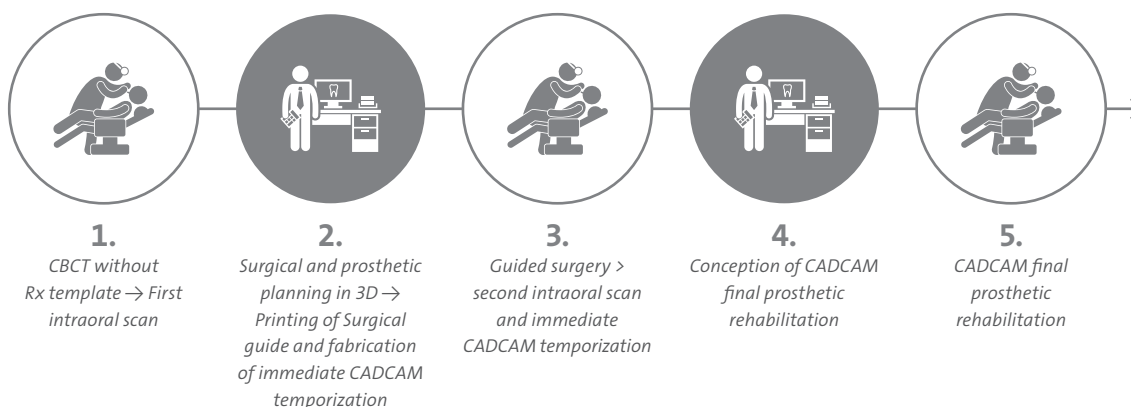 1.
CBCT without
Rx template → First
intraoral scan
2.
Surgical and prosthetic
planning in 3D →
Printing of Surgical
guide and fabrication
of immediate CADCAM
temporization
3.
Guided surgery >
second intraoral scan
and immediate
CADCAM temporization
4.
Conception of CADCAM
final prosthetic
rehabilitation
5.
CADCAM final
prosthetic
rehabilitation